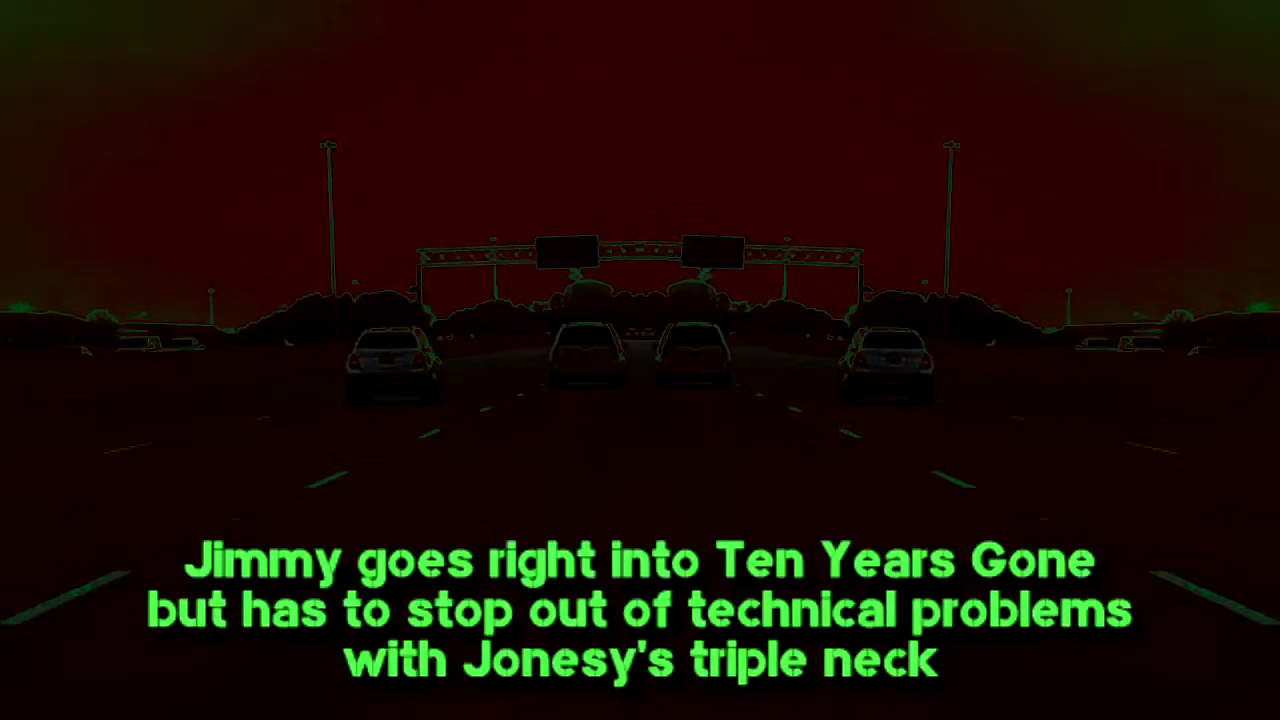 Jimmy goes right into Ten Years Gone
but has to stop out of technical problems
with Jonesy's triple neck